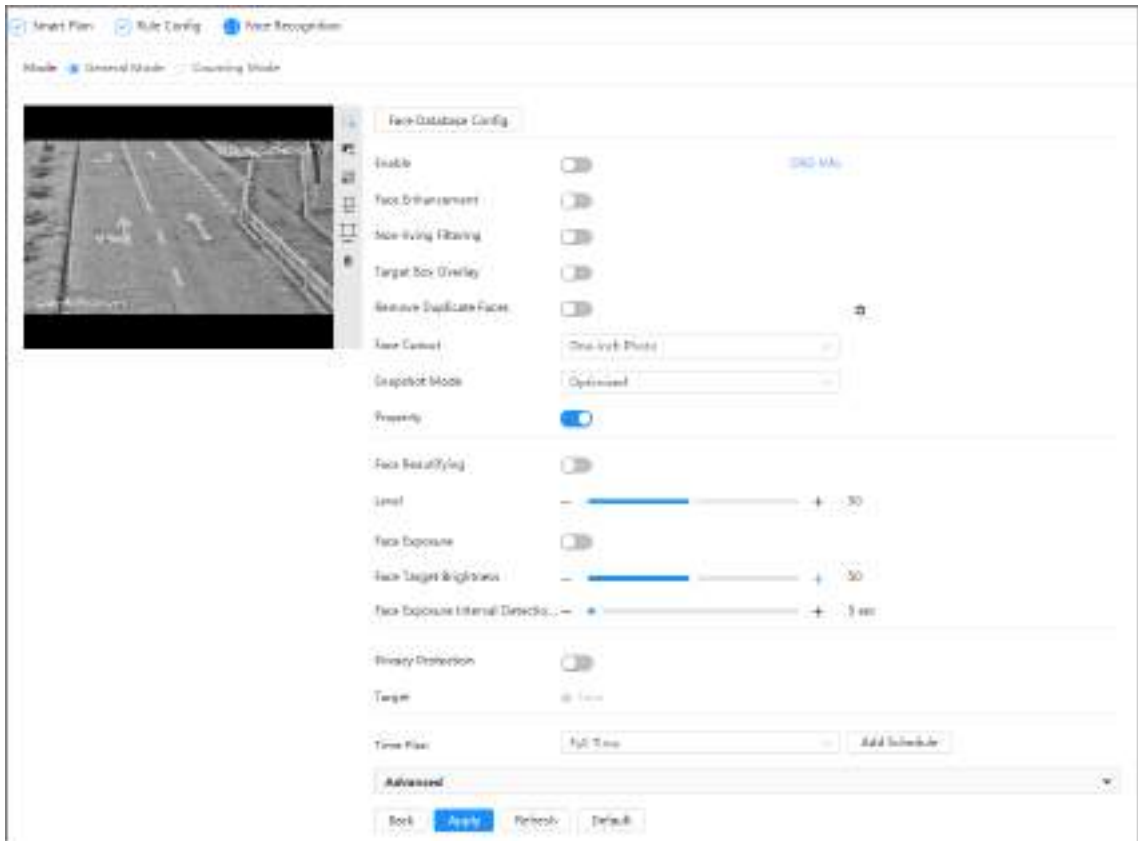 Smart Plan Rule Config Face Recognition
Mode General Mode Counting Mode
Face Database Config
Enable
Face Enhancement
Non-living Filtering
Target Box Overlay
Remove Duplicate Faces
Face Cutout One-inch Photo
Snapshot Mode Optimized
Property
Face Beautifying
Level - + 50
Face Exposure
Face Target Brightness - + 50
Face Exposure Interval Detectio... - +
Privacy Protection
Target Face
Time Plan Full Time Add Schedule
Advanced
Back Apply Refresh Default